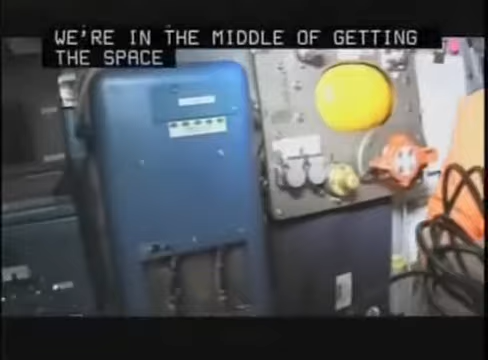 WE'RE IN THE MIDDLE OF GETTING
THE SPACE